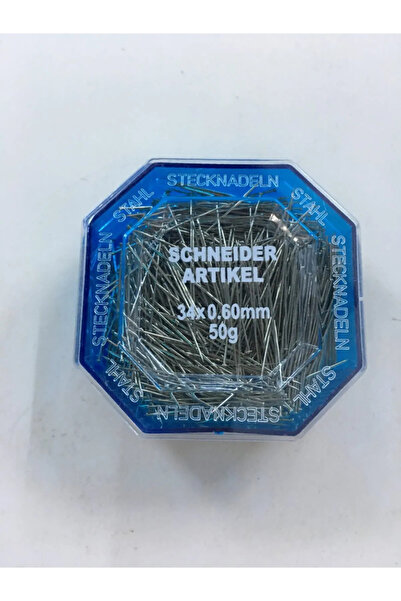 STECKNADELN
STAHL
STECKNADELN
STAHL
STECKNADELN
STAHL
STECKNADELN
STAHL
SCHNEIDER
ARTIKEL
34x0.60mm
50g